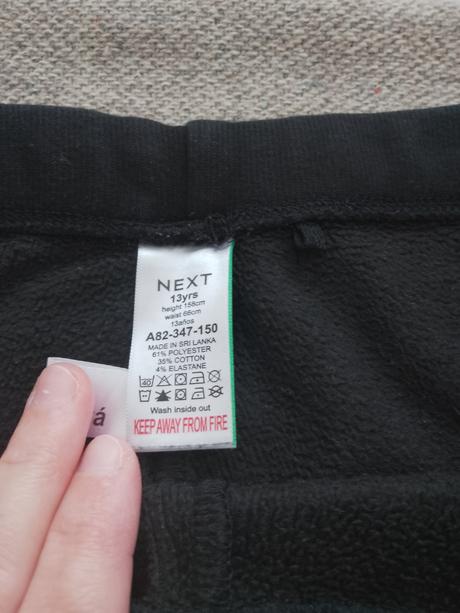 NEXT
13yrs
height 158cm
waist 66cm
13años
A82-347-150
MADE IN SRI LANKA
61% POLYESTER
35% COTTON
4% ELASTANE
40
Wash inside out
KEEP AWAY FROM FIRE
á